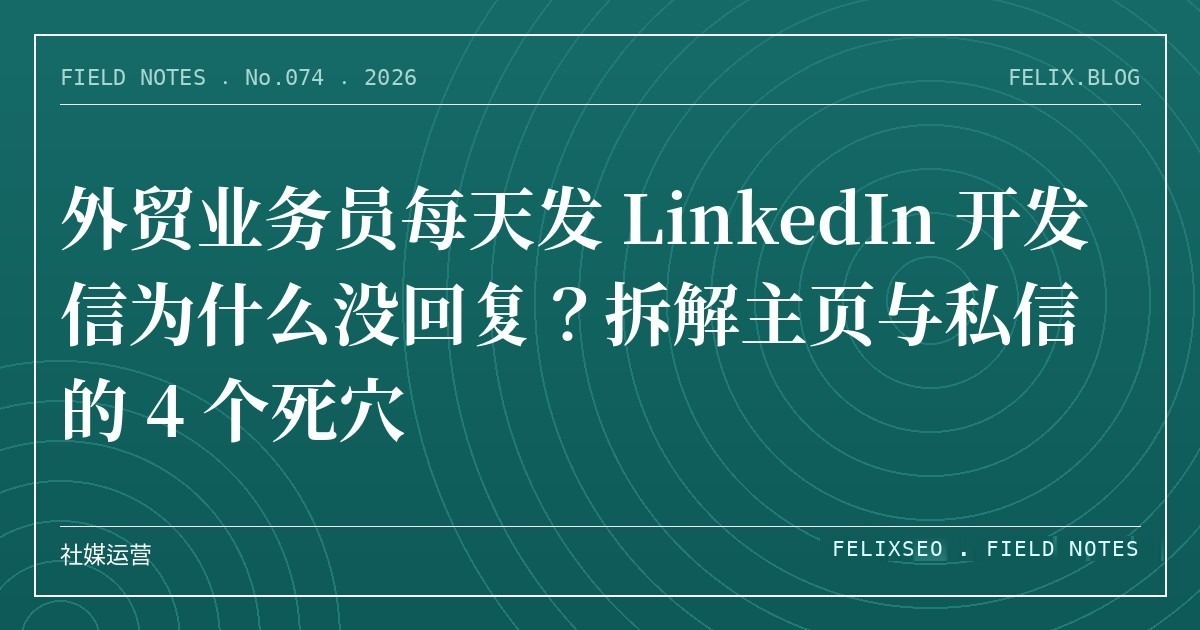 FIELD NOTES . No.074 . 2026
FELIX.BLOG
外贸业务员每天发 LinkedIn 开发
信为什么没回复？拆解主页与私信
的 4 个死穴
社媒运营
FELIXSEO . FIELD NOTES